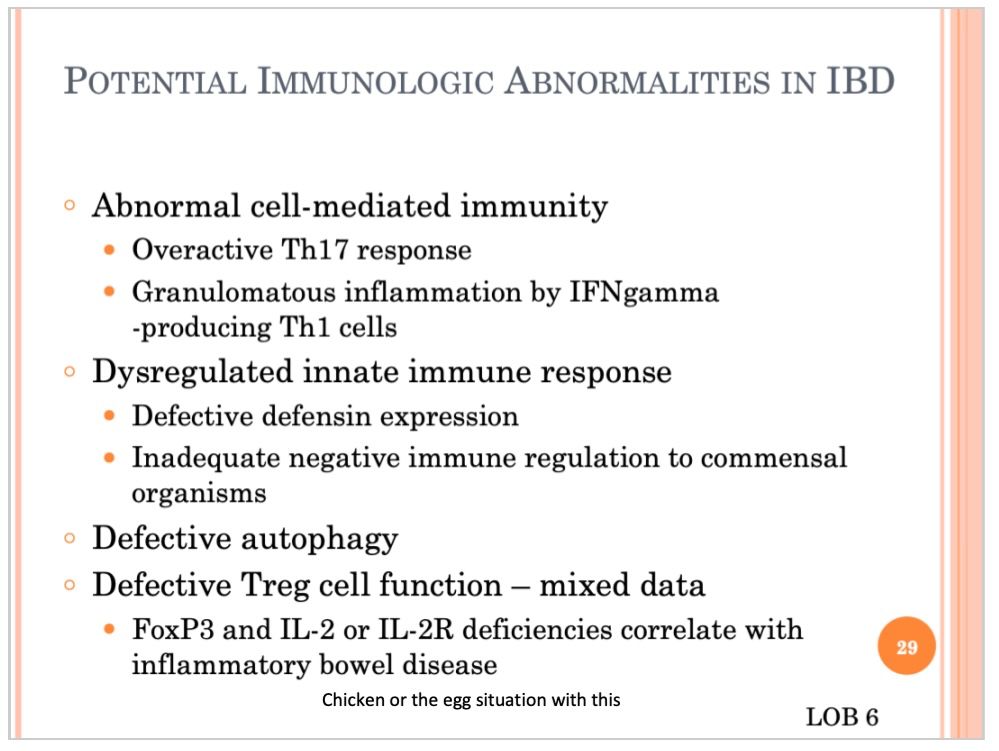 POTENTIAL IMMUNOLOGIC ABNORMALITIES IN IBD
Abnormal cell-mediated immunity
Overactive Th17 response
Granulomatous inflammation by IFNgamma
-producing Th1 cells
Dysregulated innate immune response
Defective defensin expression
Inadequate negative immune regulation to commensal
organisms
Defective autophagy
Defective Treg cell function – mixed data
FoxP3 and IL-2 or IL-2R deficiencies correlate with
inflammatory bowel disease
29
Chicken or the egg situation with this
LOB 6